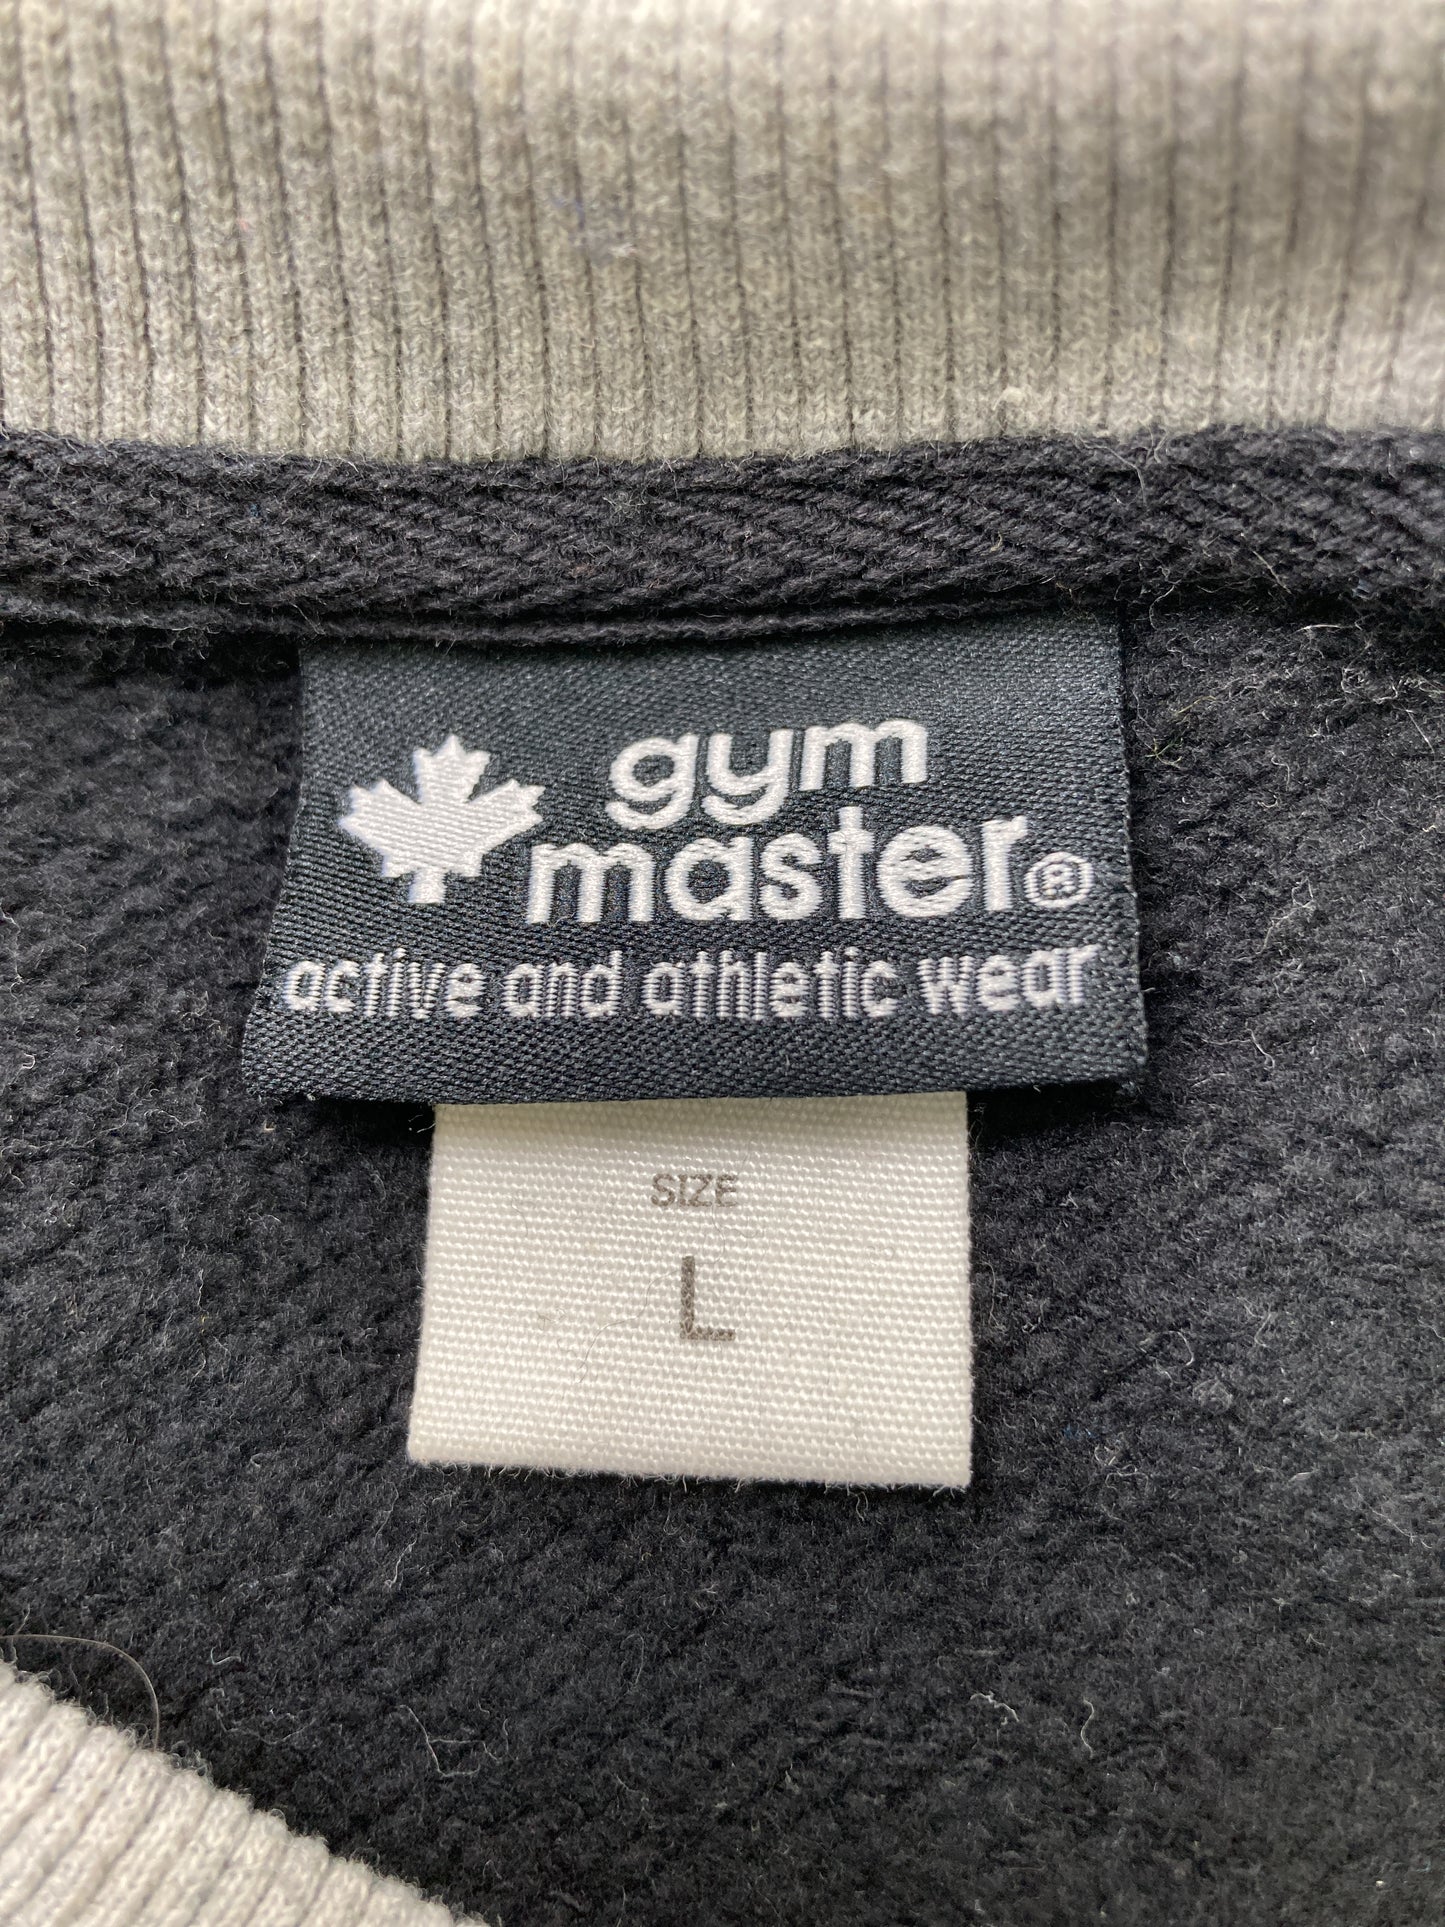 gym
master®
active and athletic wear
SIZE
L